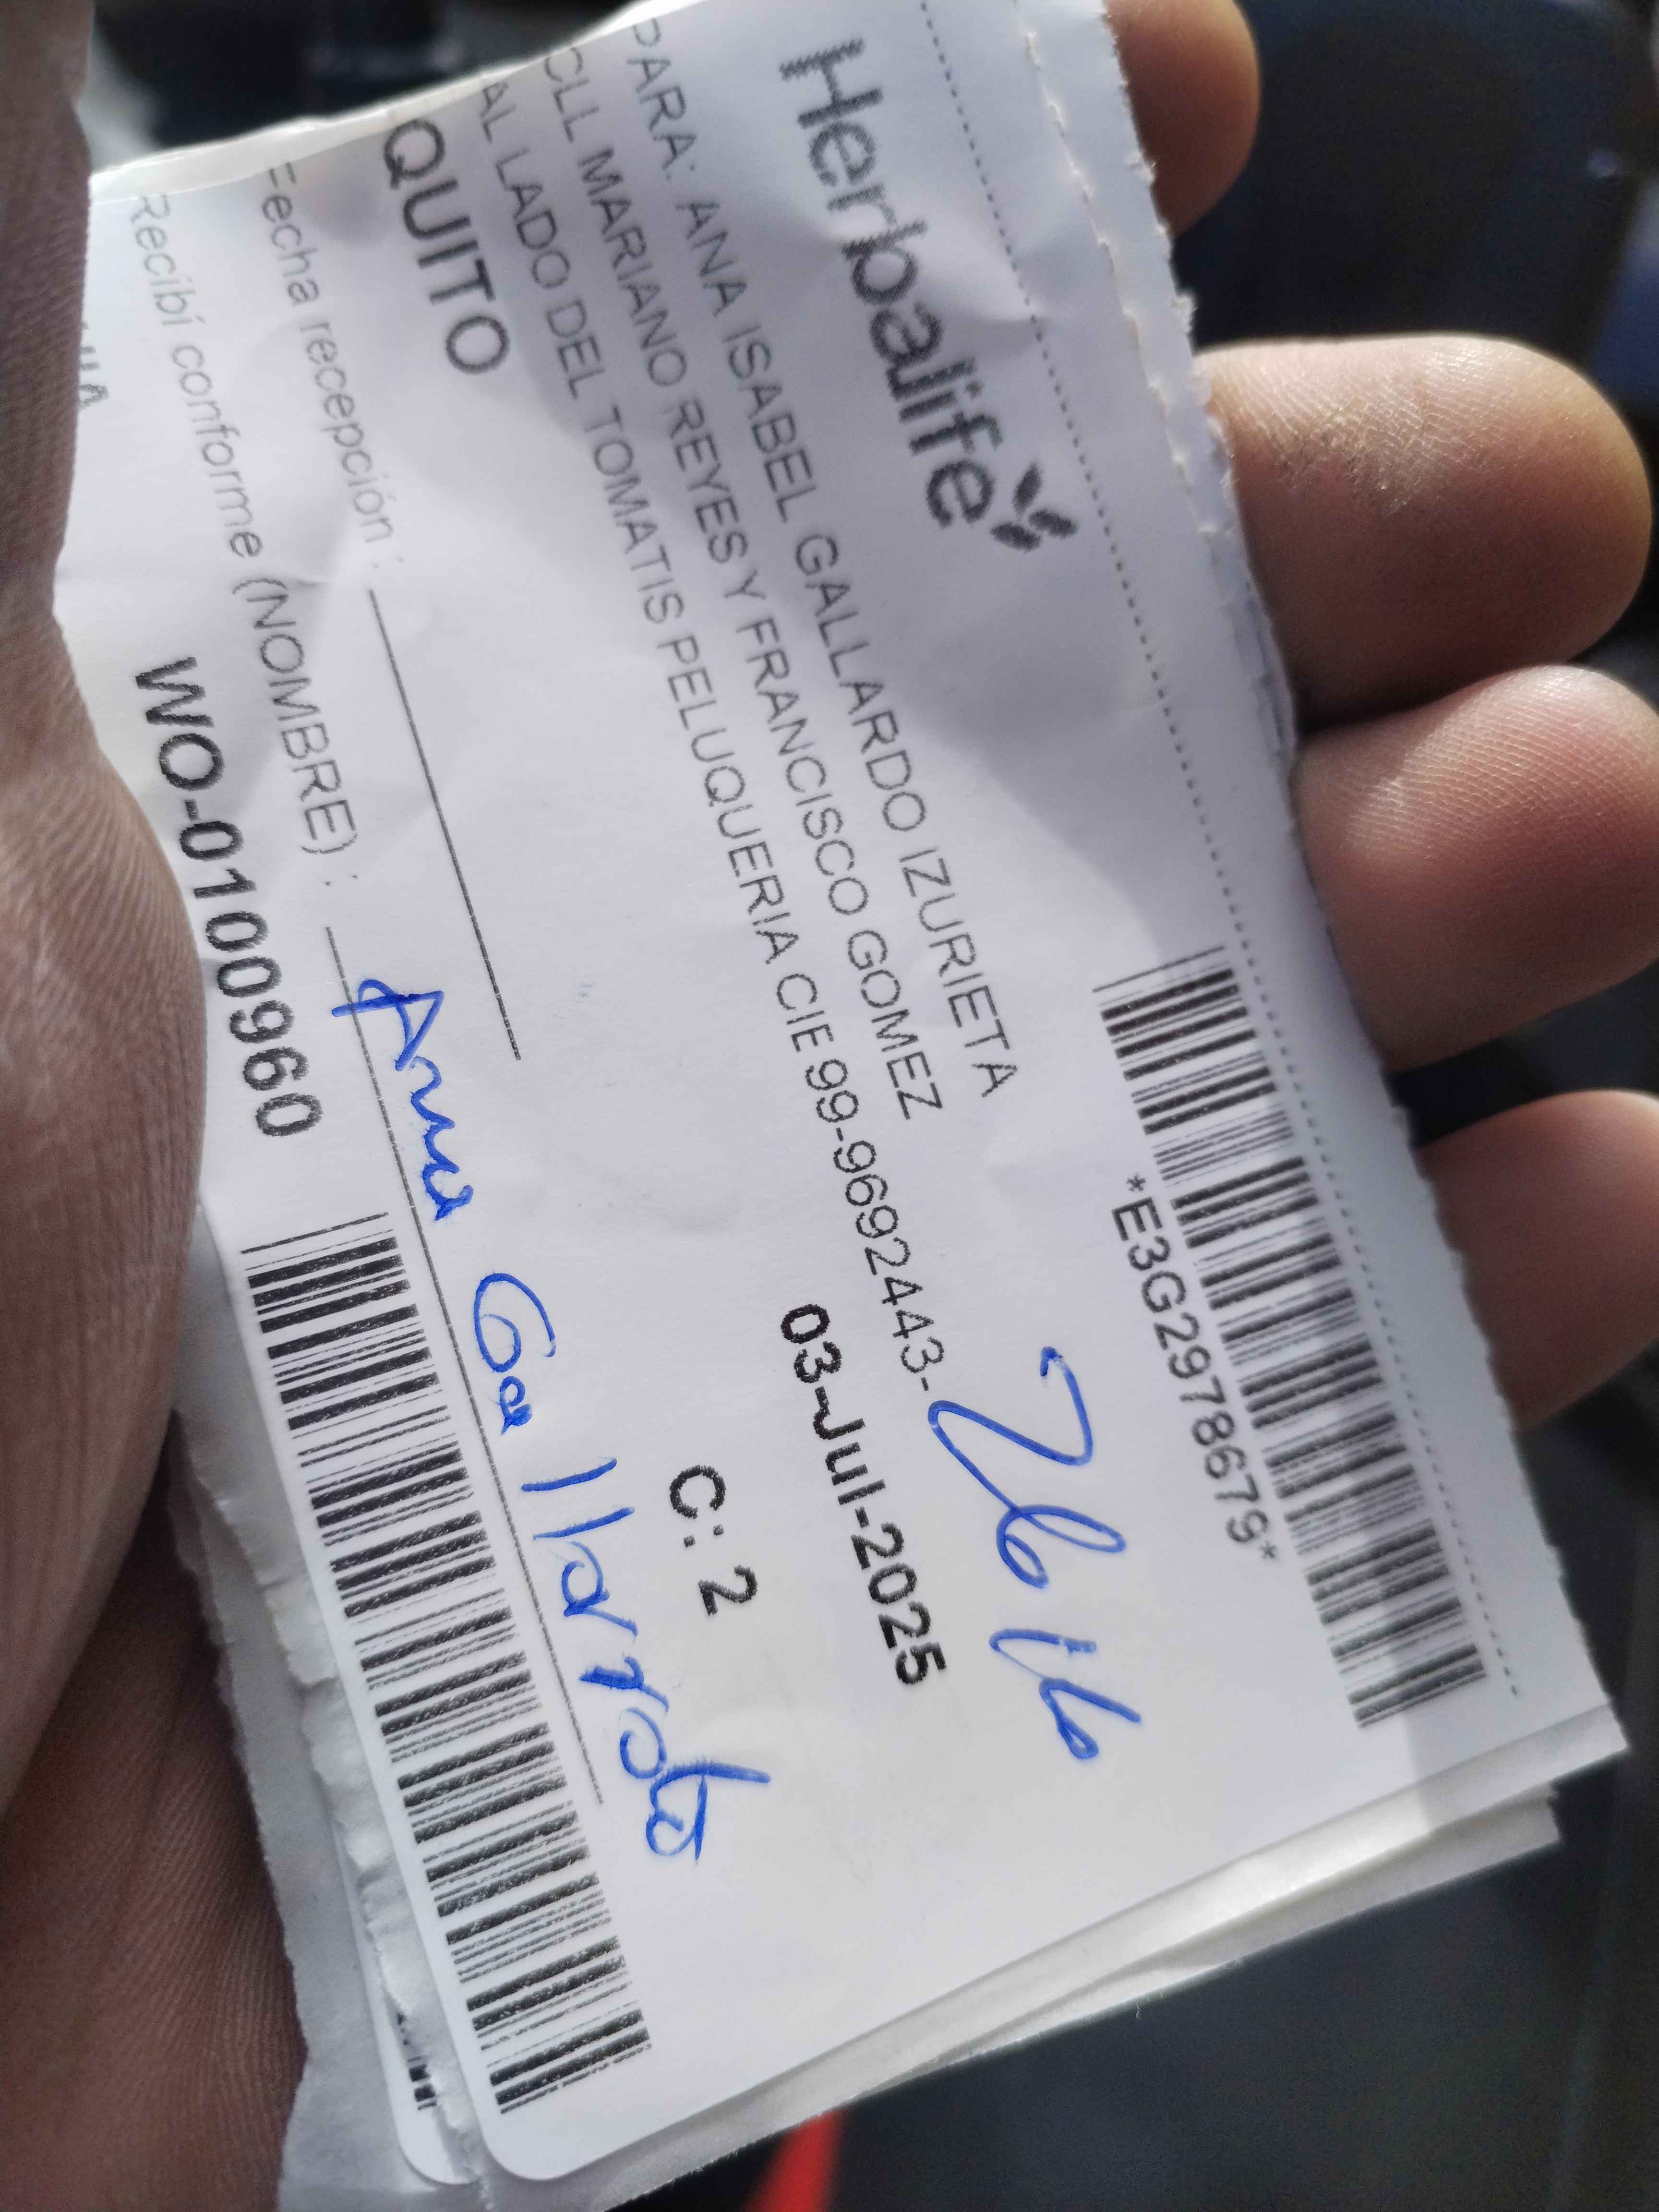 Herbalife
*E3G2978679*
PARA: ANA ISABEL GALLARDO IZURIETA
CLL MARIANO REYES Y FRANCISCO GOMEZ
AL LADO DEL TOMATIS PELUQUERIA CIE 99-9692443-
QUITO
03-Jul-2025
C: 2
Fecha recepción :
Recibí conforme (NOMBRE) : Ana Gallardo
WO-0100960